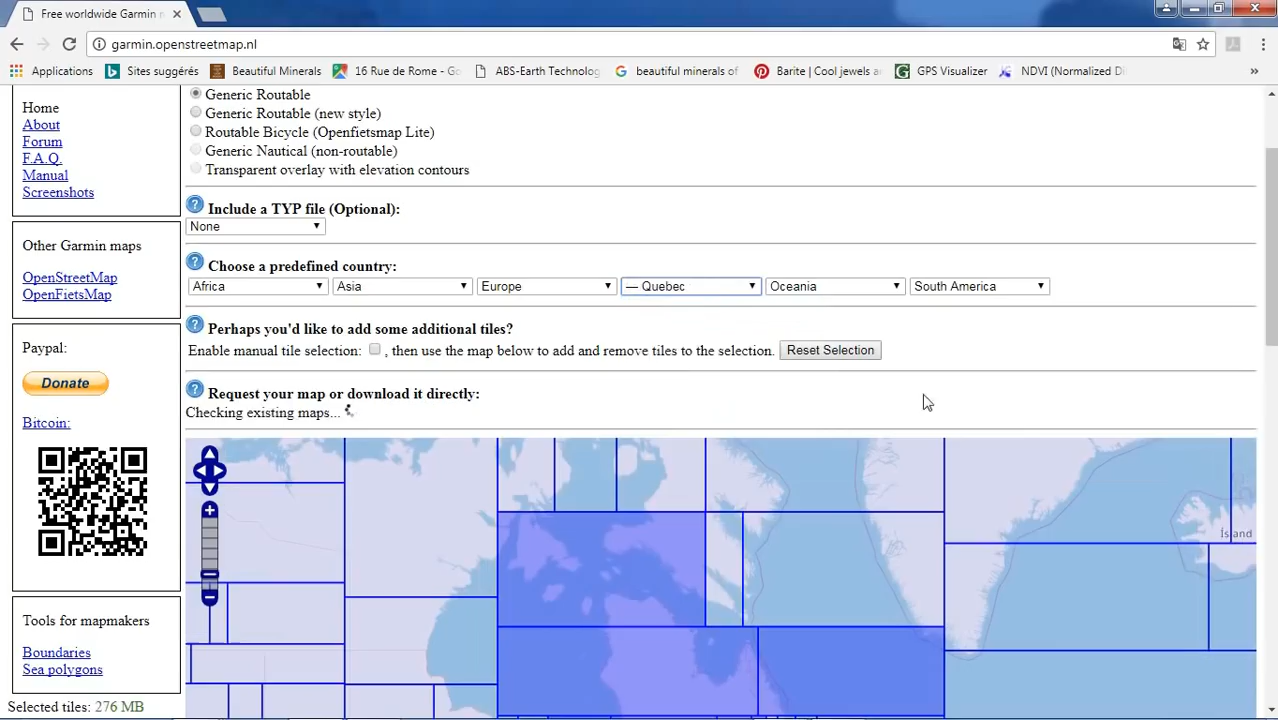 Free worldwide Garmin
garmin.openstreetmap.nl
Applications Sites suggérés Beautiful Minerals 16 Rue de Rome - Go ABS-Earth Technolog beautiful minerals of Barite | Cool jewels a GPS Visualizer NDVI (Normalized Di »
Home
About
Forum
F.A.Q.
Manual
Screenshots
Other Garmin maps
OpenStreetMap
OpenFietsMap
Paypal:
Donate
Bitcoin:
Tools for mapmakers
Boundaries
Sea polygons
Selected tiles: 276 MB
Generic Routable
Generic Routable (new style)
Routable Bicycle (Openfietsmap Lite)
Generic Nautical (non-routable)
Transparent overlay with elevation contours
Include a TYP file (Optional):
None
Choose a predefined country:
Africa Asia Europe — Quebec Oceania South America
Perhaps you'd like to add some additional tiles?
Enable manual tile selection: , then use the map below to add and remove tiles to the selection. Reset Selection
Request your map or download it directly:
Checking existing maps...
Ísland